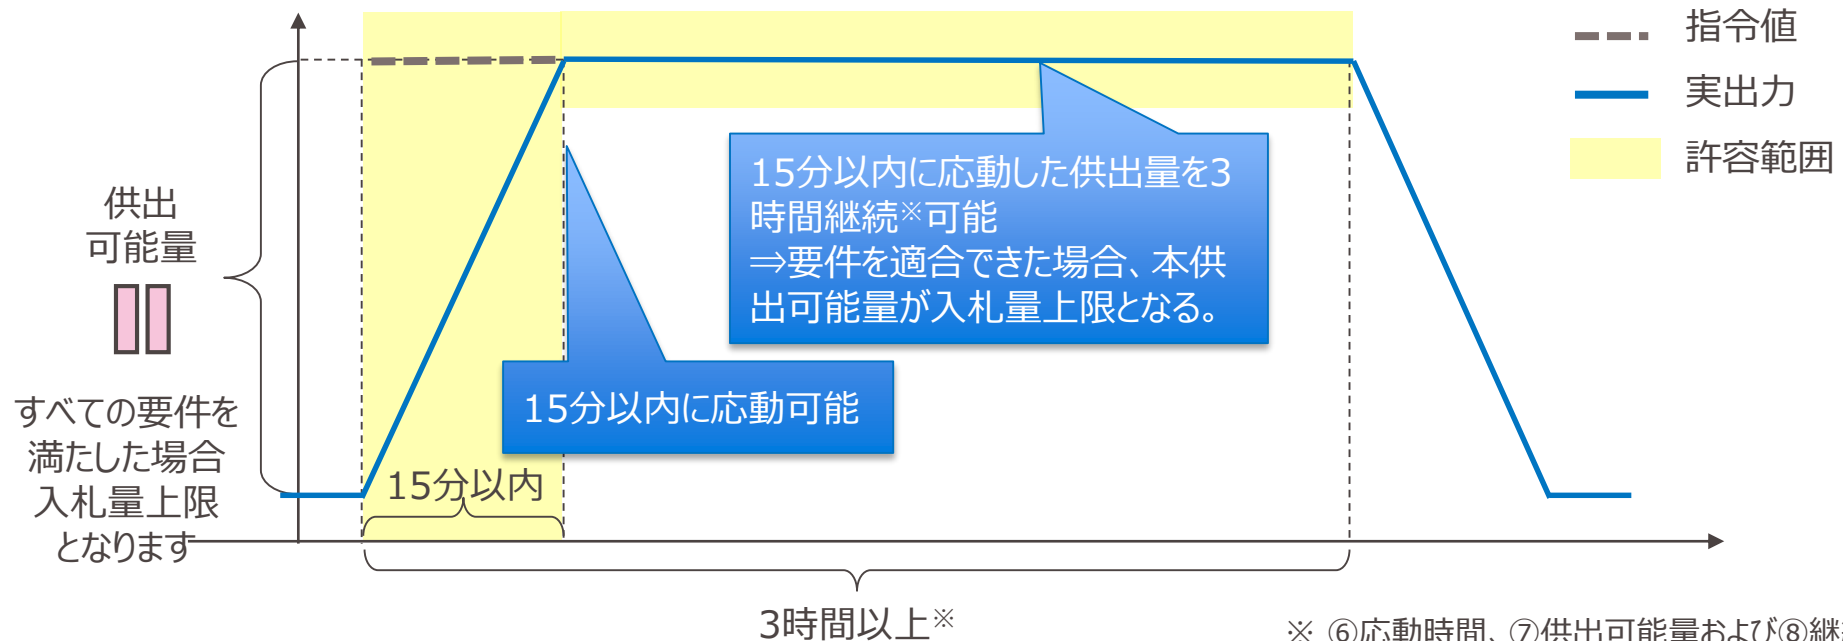 指令値
実出力
許容範囲
供出
可能量
すべての要件を
満たした場合
入札量上限
となります
15分以内に応動した供出量を3
時間継続※可能
⇒要件を適合できた場合、本供
出可能量が入札量上限となる。
15分以内に応動可能
15分以内
3時間以上※
※ ⑥応動時間、⑦供出可能量および⑧継